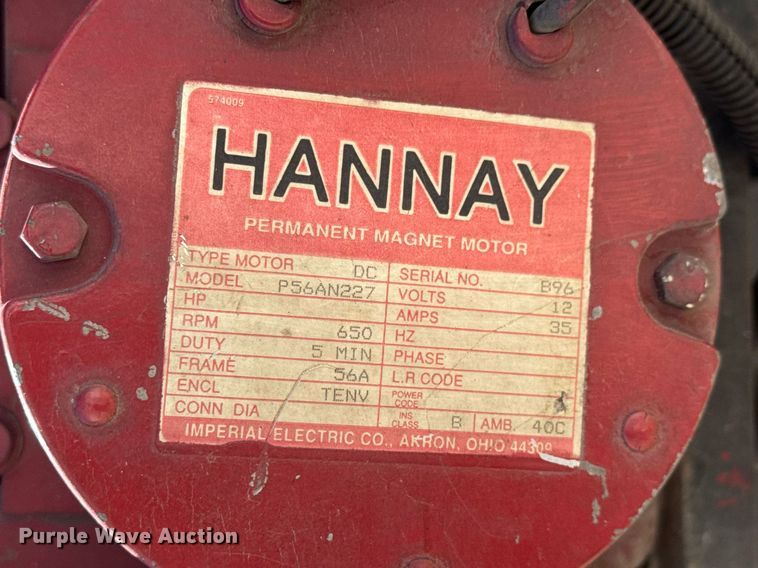 574009
HANNAY
PERMANENT MAGNET MOTOR
TYPE MOTOR DC
MODEL P56AN227
HP
RPM 650
DUTY 5 MIN
FRAME 56A
ENCL TENV
CONN DIA
SERIAL NO. B96
VOLTS 12
AMPS 35
HZ
PHASE
L.R CODE
POWER CODE
INS CLASS B AMB. 40C
IMPERIAL ELECTRIC CO., AKRON, OHIO 44309
Purple Wave Auction